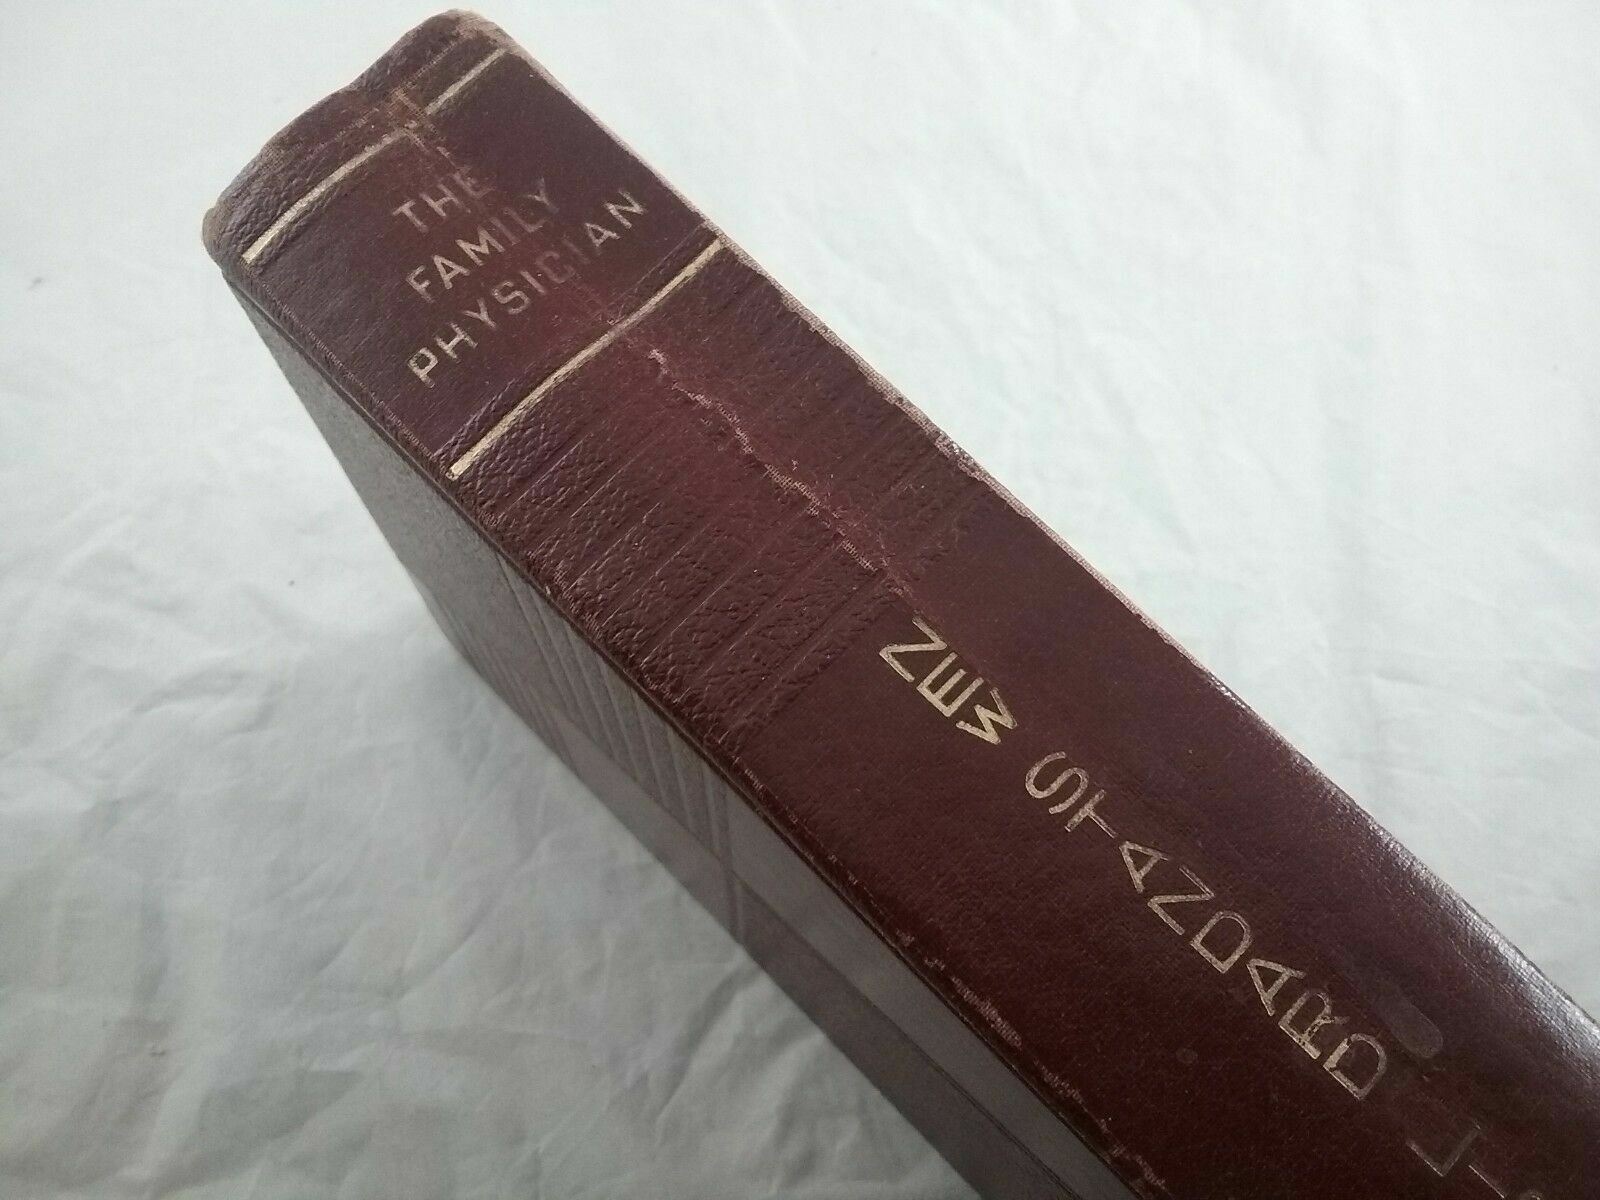 THE
FAMILY
PHYSICIAN
NEW STANDARD